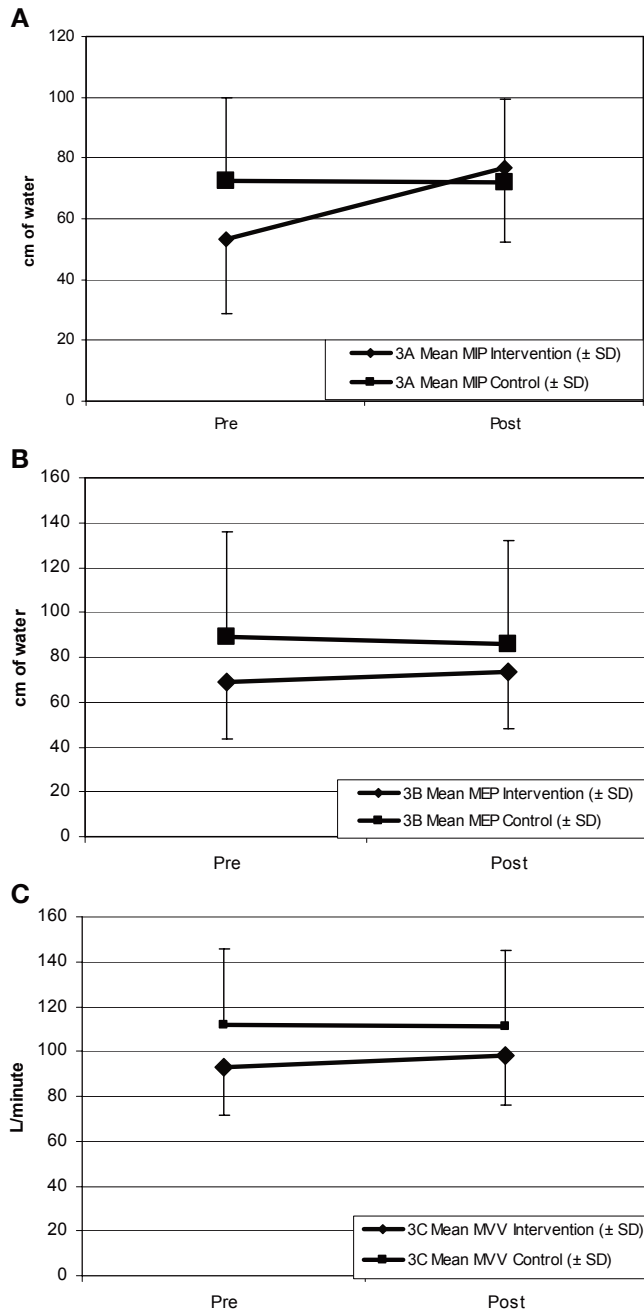 A
120
100
80
60
40
20
0
cm of water
Pre
Post
3A Mean MIP Intervention (± SD)
3A Mean MIP Control (± SD)
B
160
140
120
100
80
60
40
20
0
cm of water
Pre
Post
3B Mean MEP Intervention (± SD)
3B Mean MEP Control (± SD)
C
160
140
120
100
80
60
40
20
0
L/minute
Pre
Post
3C Mean MVV Intervention (± SD)
3C Mean MVV Control (± SD)